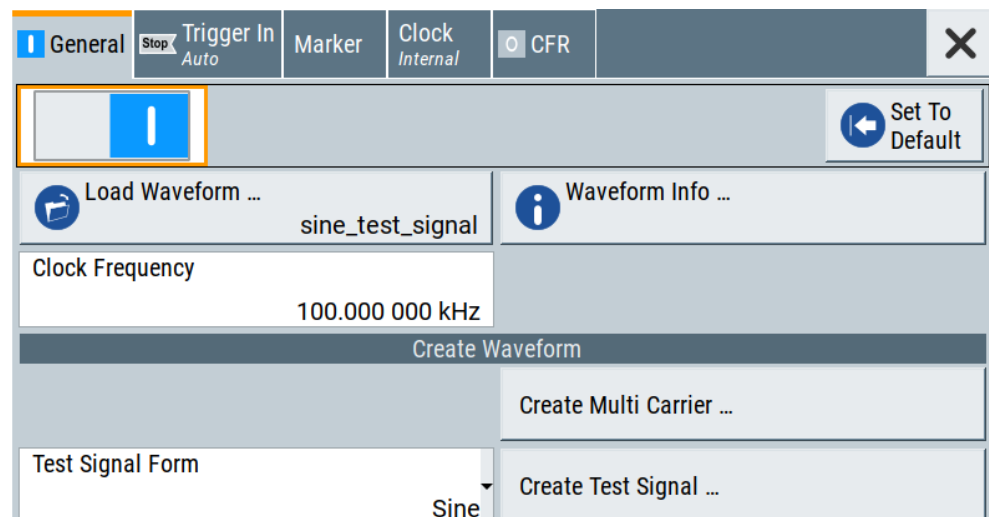 General
Stop
Trigger In
Auto
Marker
Clock
Internal
CFR
Set To
Default
Load Waveform ...
sine_test_signal
Waveform Info ...
Clock Frequency
100.000 000 kHz
Create Waveform
Create Multi Carrier ...
Test Signal Form
Sine
Create Test Signal ...